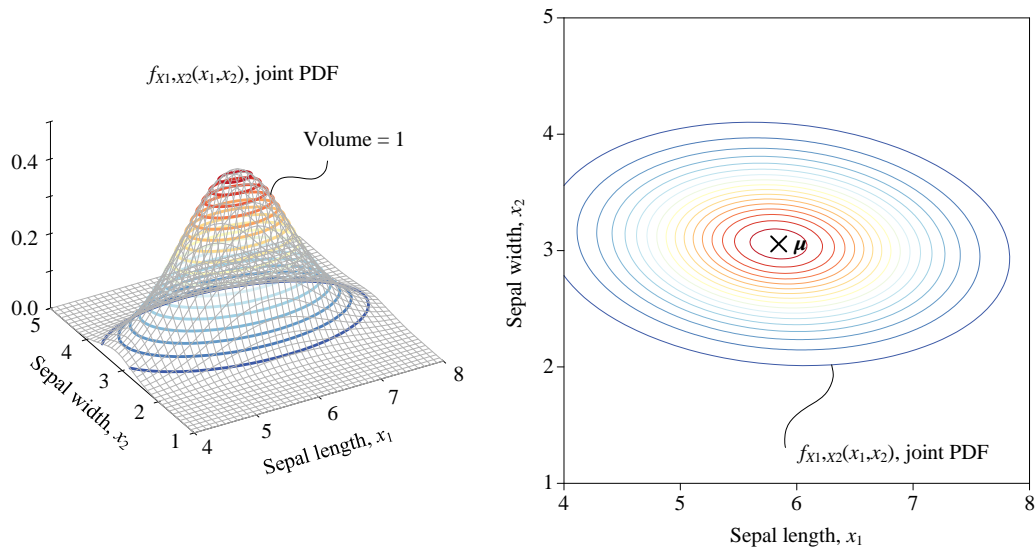 fX1,X2(x1,x2), joint PDF
Volume = 1
0.4
0.2
0.0
5
4
3
2
1
Sepal width, x2
4
5
6
7
8
Sepal length, x1
5
4
3
2
1
Sepal width, x2
μ
fX1,X2(x1,x2), joint PDF
4
5
6
7
8
Sepal length, x1